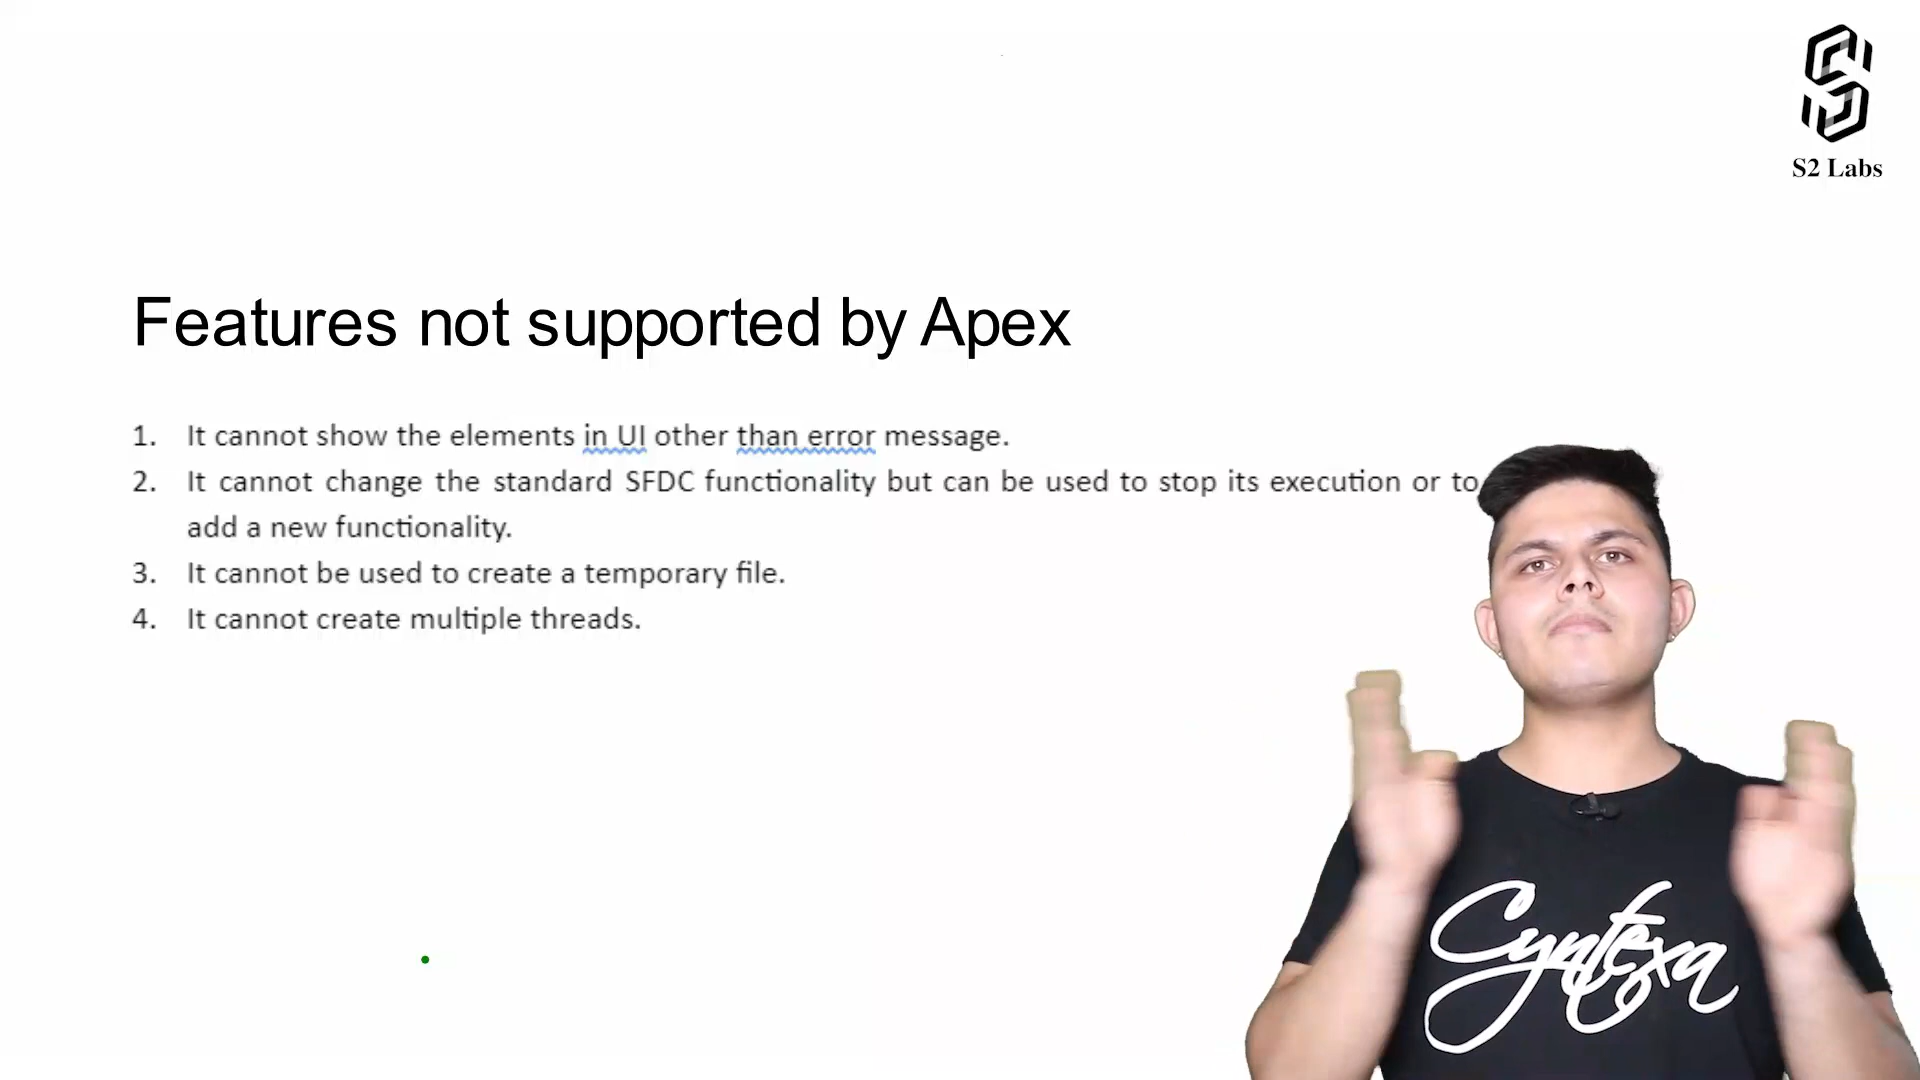 S2 Labs
Features not supported by Apex
1. It cannot show the elements in UI other than error message.
2. It cannot change the standard SFDC functionality but can be used to stop its execution or to
add a new functionality.
3. It cannot be used to create a temporary file.
4. It cannot create multiple threads.
Cyntexa